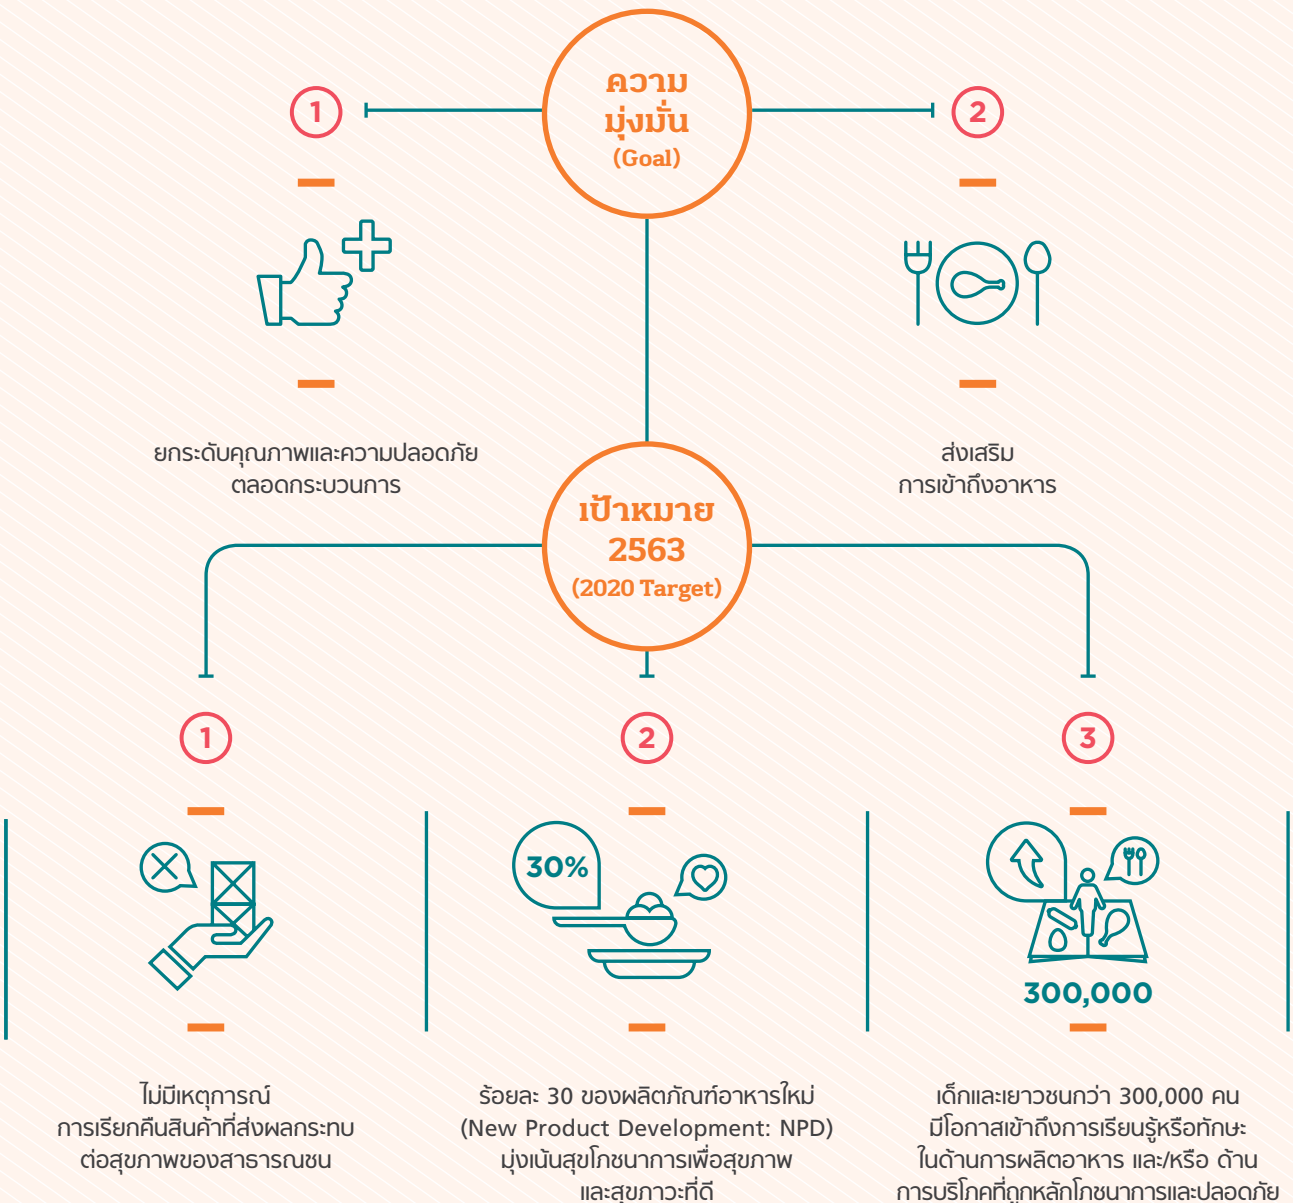 ความ
มุ่งมั่น
(Goal)
1
2
ยกระดับคุณภาพและความปลอดภัย
ตลอดกระบวนการ
ส่งเสริม
การเข้าถึงอาหาร
เป้าหมาย
2563
(2020 Target)
1
2
3
30%
300,000
ไม่มีเหตุการณ์
การเรียกคืนสินค้าที่ส่งผลกระทบ
ต่อสุขภาพของสาธารณชน
ร้อยละ 30 ของผลิตภัณฑ์อาหารใหม่
(New Product Development: NPD)
มุ่งเน้นสุขโภชนาการเพื่อสุขภาพ
และสุขภาวะที่ดี
เด็กและเยาวชนกว่า 300,000 คน
มีโอกาสเข้าถึงการเรียนรู้หรือทักษะ
ในด้านการผลิตอาหาร และ/หรือ ด้าน
การบริโภคที่ถูกหลักโภชนาการและปลอดภัย